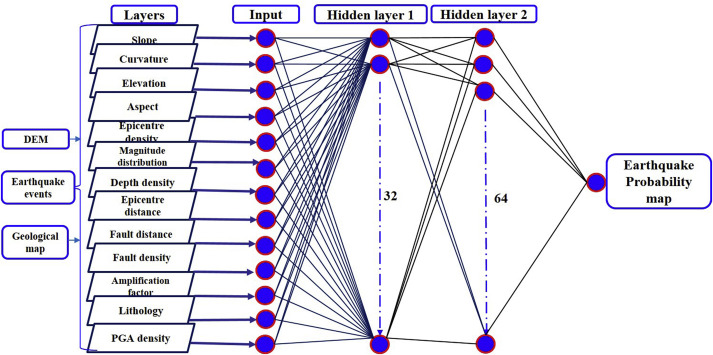 Layers
Input
Hidden layer 1
Hidden layer 2
Slope
Curvature
Elevation
Aspect
Epicentre
density
Magnitude
distribution
Depth density
Epicentre
distance
Fault distance
Fault density
Amplification
factor
Lithology
PGA density
DEM
Earthquake
events
Geological
map
32
64
Earthquake
Probability
map